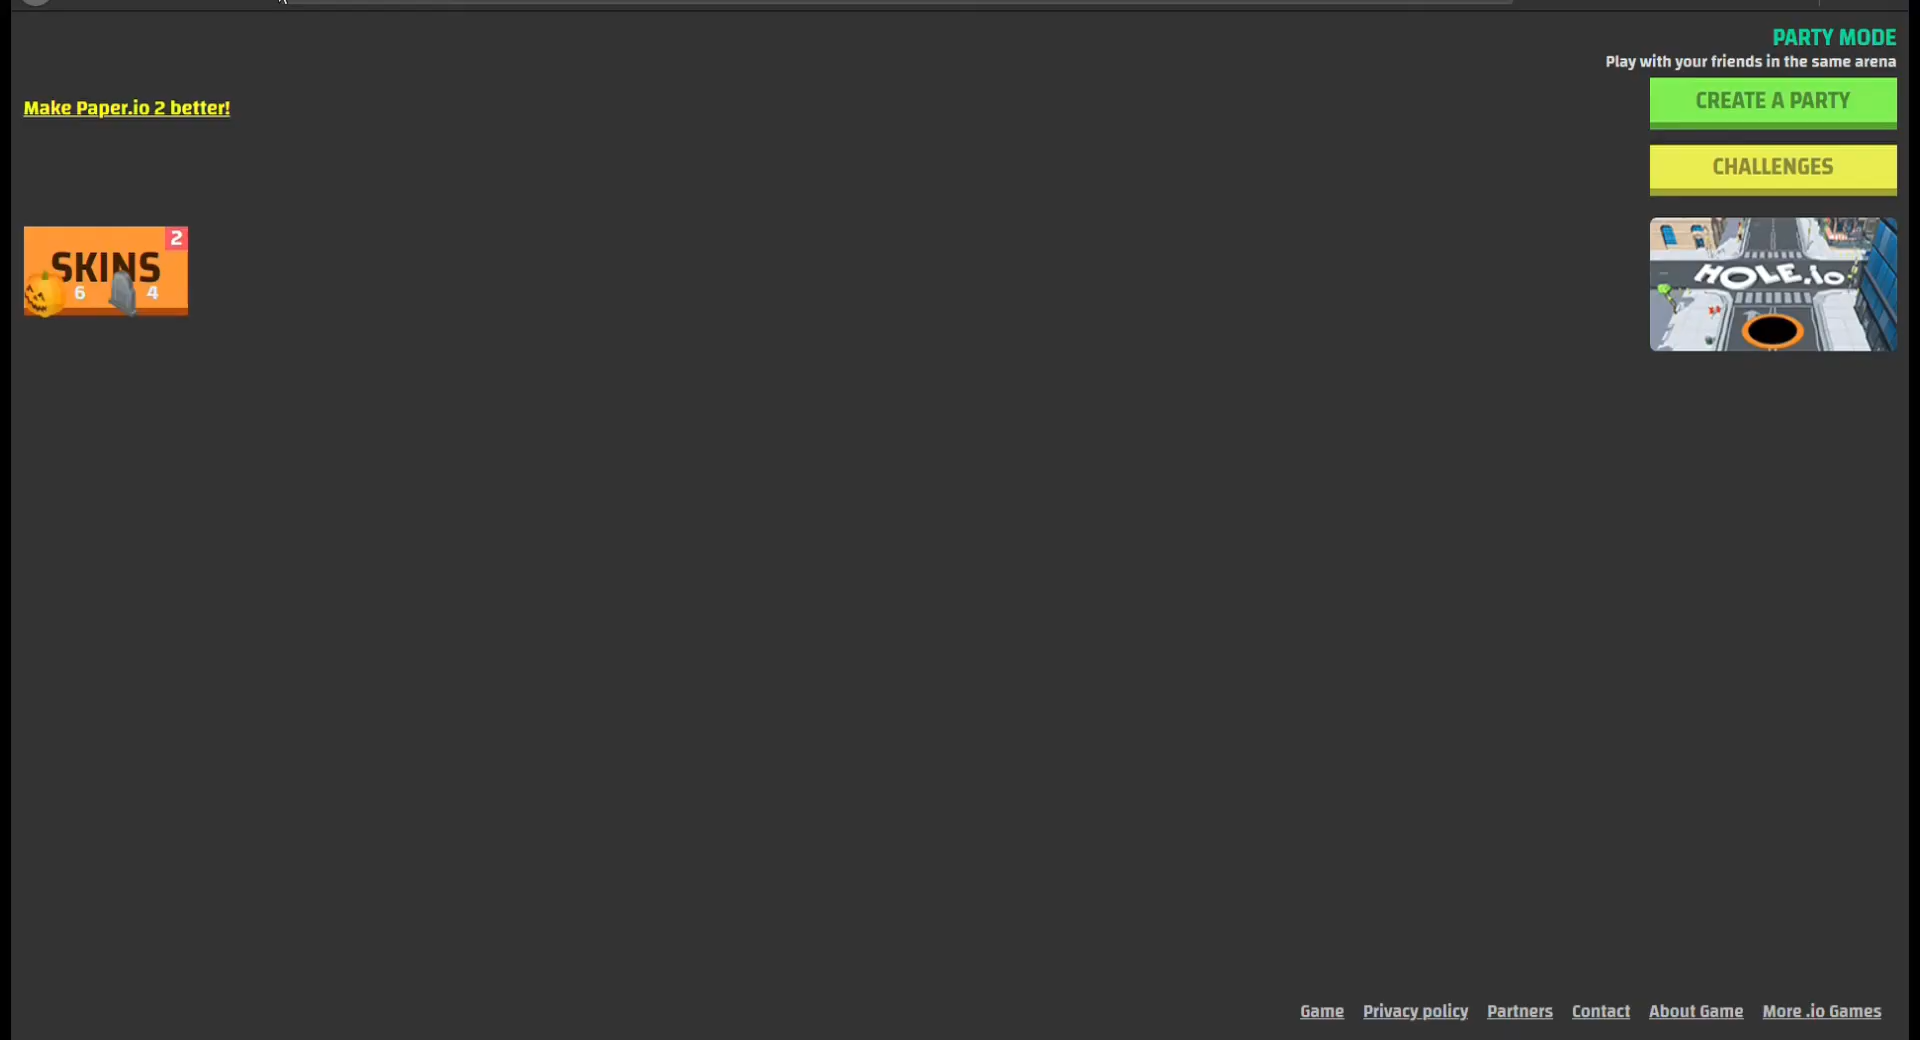 PARTY MODE
Play with your friends in the same arena
Make Paper.io 2 better!
CREATE A PARTY
CHALLENGES
2
SKINS
6 4
HOLE.io
Game Privacy policy Partners Contact About Game More .io Games